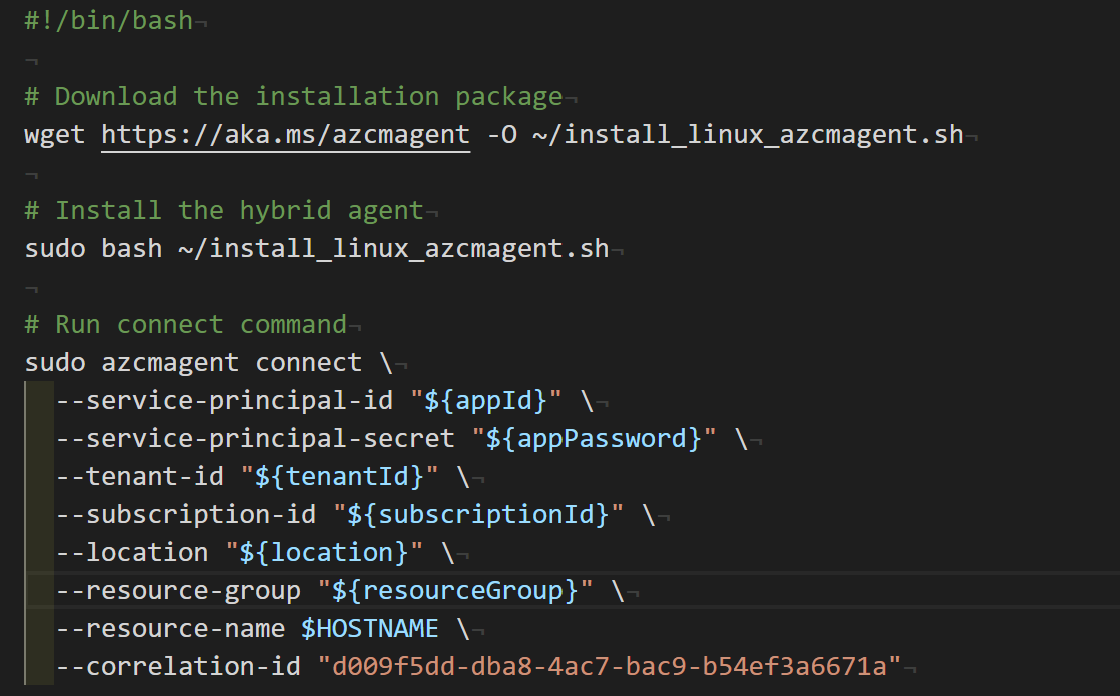 #!/bin/bash
# Download the installation package
wget https://aka.ms/azcmagent -O ~/install_linux_azcmagent.sh
# Install the hybrid agent
sudo bash ~/install_linux_azcmagent.sh
# Run connect command
sudo azcmagent connect \
--service-principal-id "${appId}" \
--service-principal-secret "${appPassword}" \
--tenant-id "${tenantId}" \
--subscription-id "${subscriptionId}" \
--location "${location}" \
--resource-group "${resourceGroup}" \
--resource-name $HOSTNAME \
--correlation-id "d009f5dd-dba8-4ac7-bac9-b54ef3a6671a"